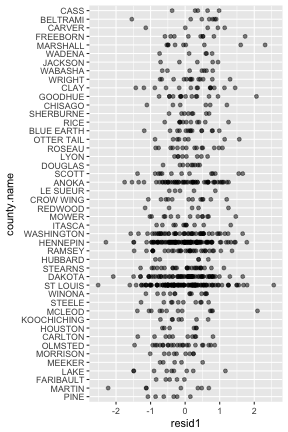 CASS
BELTRAMI
CARVER
FREEBORN
MARSHALL
WADENA
JACKSON
WABASHA
WRIGHT
CLAY
GOODHUE
CHISAGO
SHERBURNE
RICE
BLUE EARTH
OTTER TAIL
ROSEAU
LYON
DOUGLAS
SCOTT
ANOKA
LE SUEUR
CROW WING
REDWOOD
MOWER
ITASCA
WASHINGTON
HENNEPIN
RAMSEY
HUBBARD
STEARNS
DAKOTA
ST LOUIS
WINONA
STEELE
MCLEOD
KOOCHICHING
HOUSTON
CARLTON
OLMSTED
MORRISON
MEEKER
LAKE
FARIBAULT
MARTIN
PINE
county.name
-2 -1 0 1 2
resid1